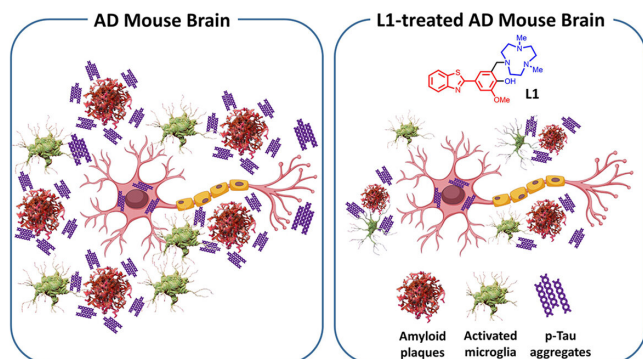 AD Mouse Brain
L1-treated AD Mouse Brain
Me
N
N
N
Me
S
N
OH
OMe
L1
Amyloid
plaques
Activated
microglia
p-Tau
aggregates